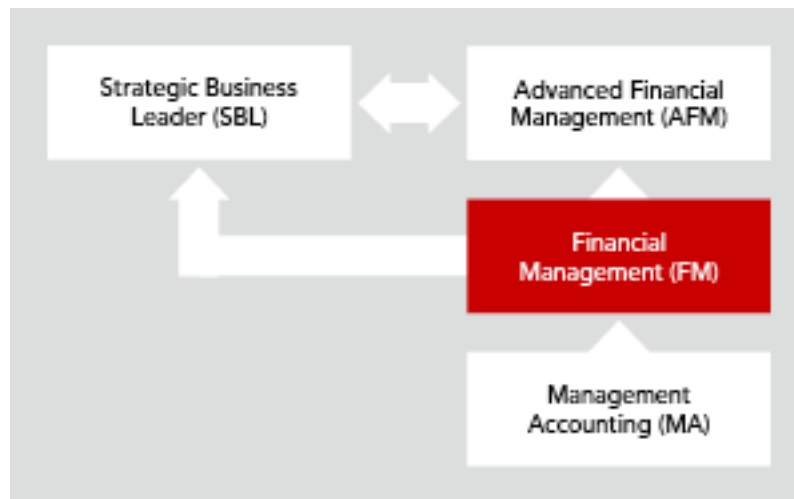 Strategic Business
Leader (SBL)
Advanced Financial
Management (AFM)
Financial
Management (FM)
Management
Accounting (MA)